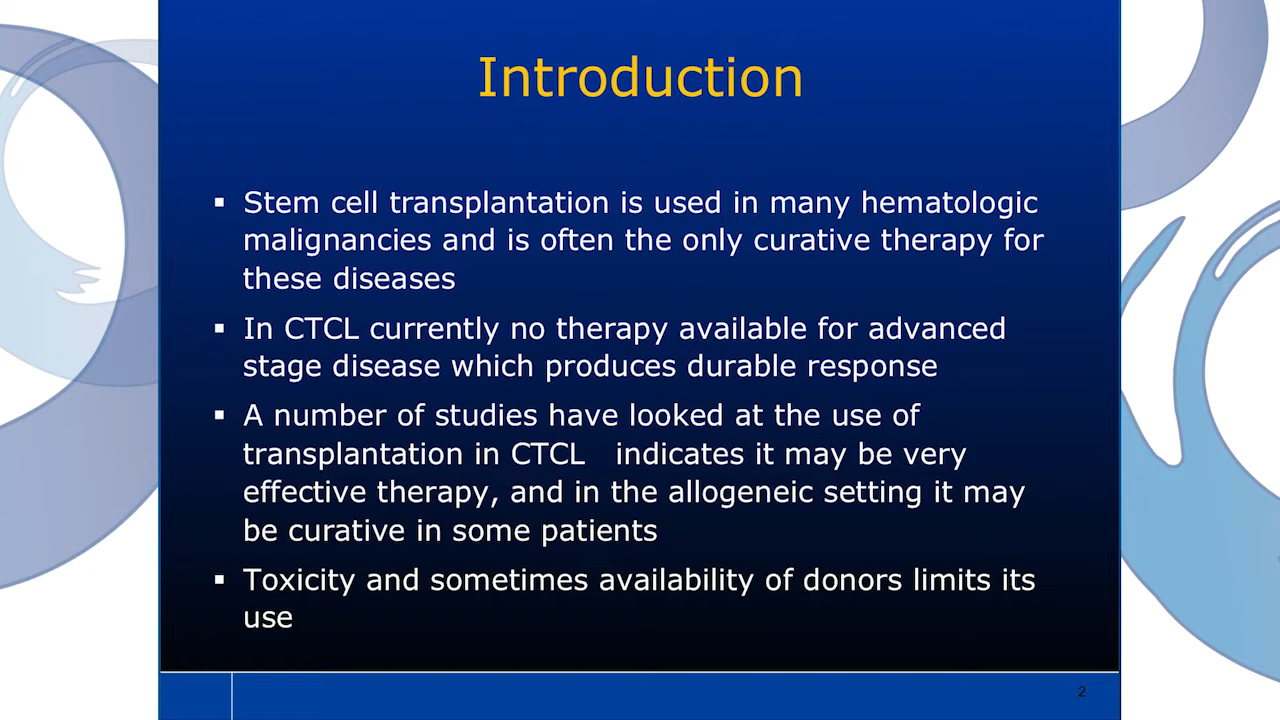 Introduction
▪ Stem cell transplantation is used in many hematologic
malignancies and is often the only curative therapy for
these diseases
▪ In CTCL currently no therapy available for advanced
stage disease which produces durable response
▪ A number of studies have looked at the use of
transplantation in CTCL   indicates it may be very
effective therapy, and in the allogeneic setting it may
be curative in some patients
▪ Toxicity and sometimes availability of donors limits its
use
2